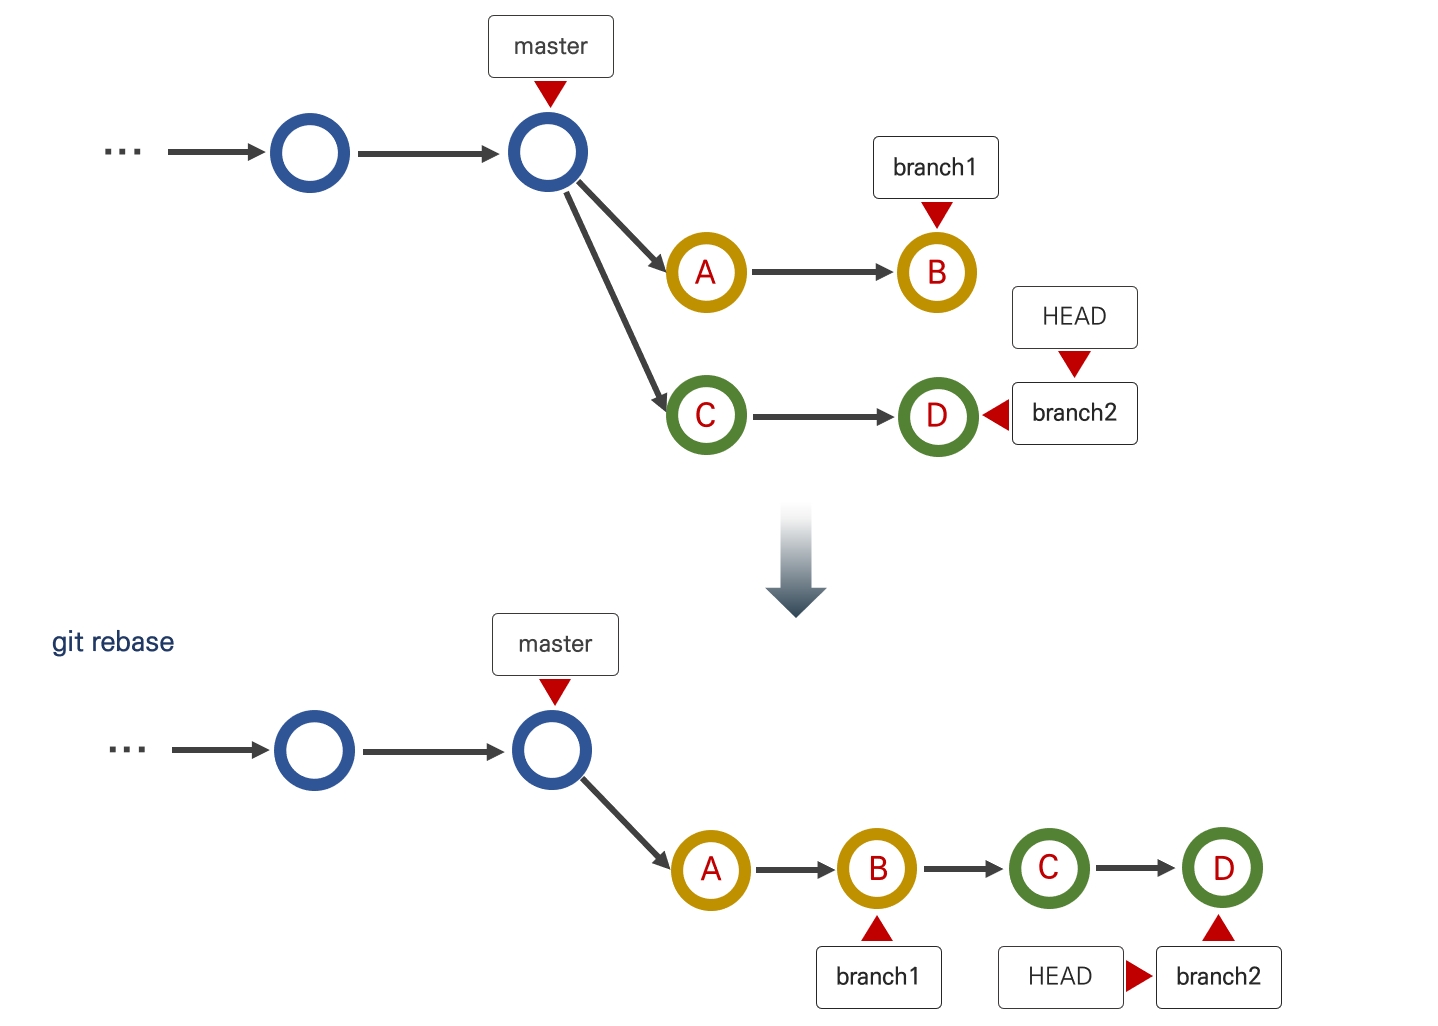 master
...
branch1
A
B
HEAD
C
D
branch2
git rebase
master
...
A
B
C
D
branch1
HEAD
branch2